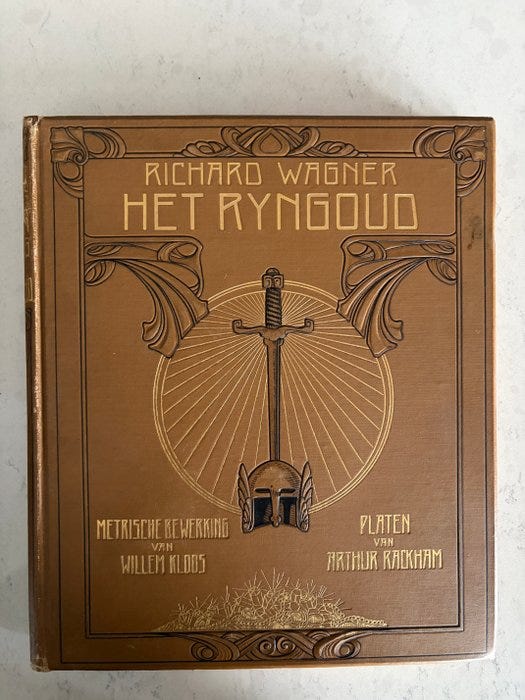 RICHARD WAGNER
HET RYNGOUD
METRISCHE BEWERKING
VAN
WILLEM KLOOS
PLATEN
VAN
ARTHUR RACKHAM